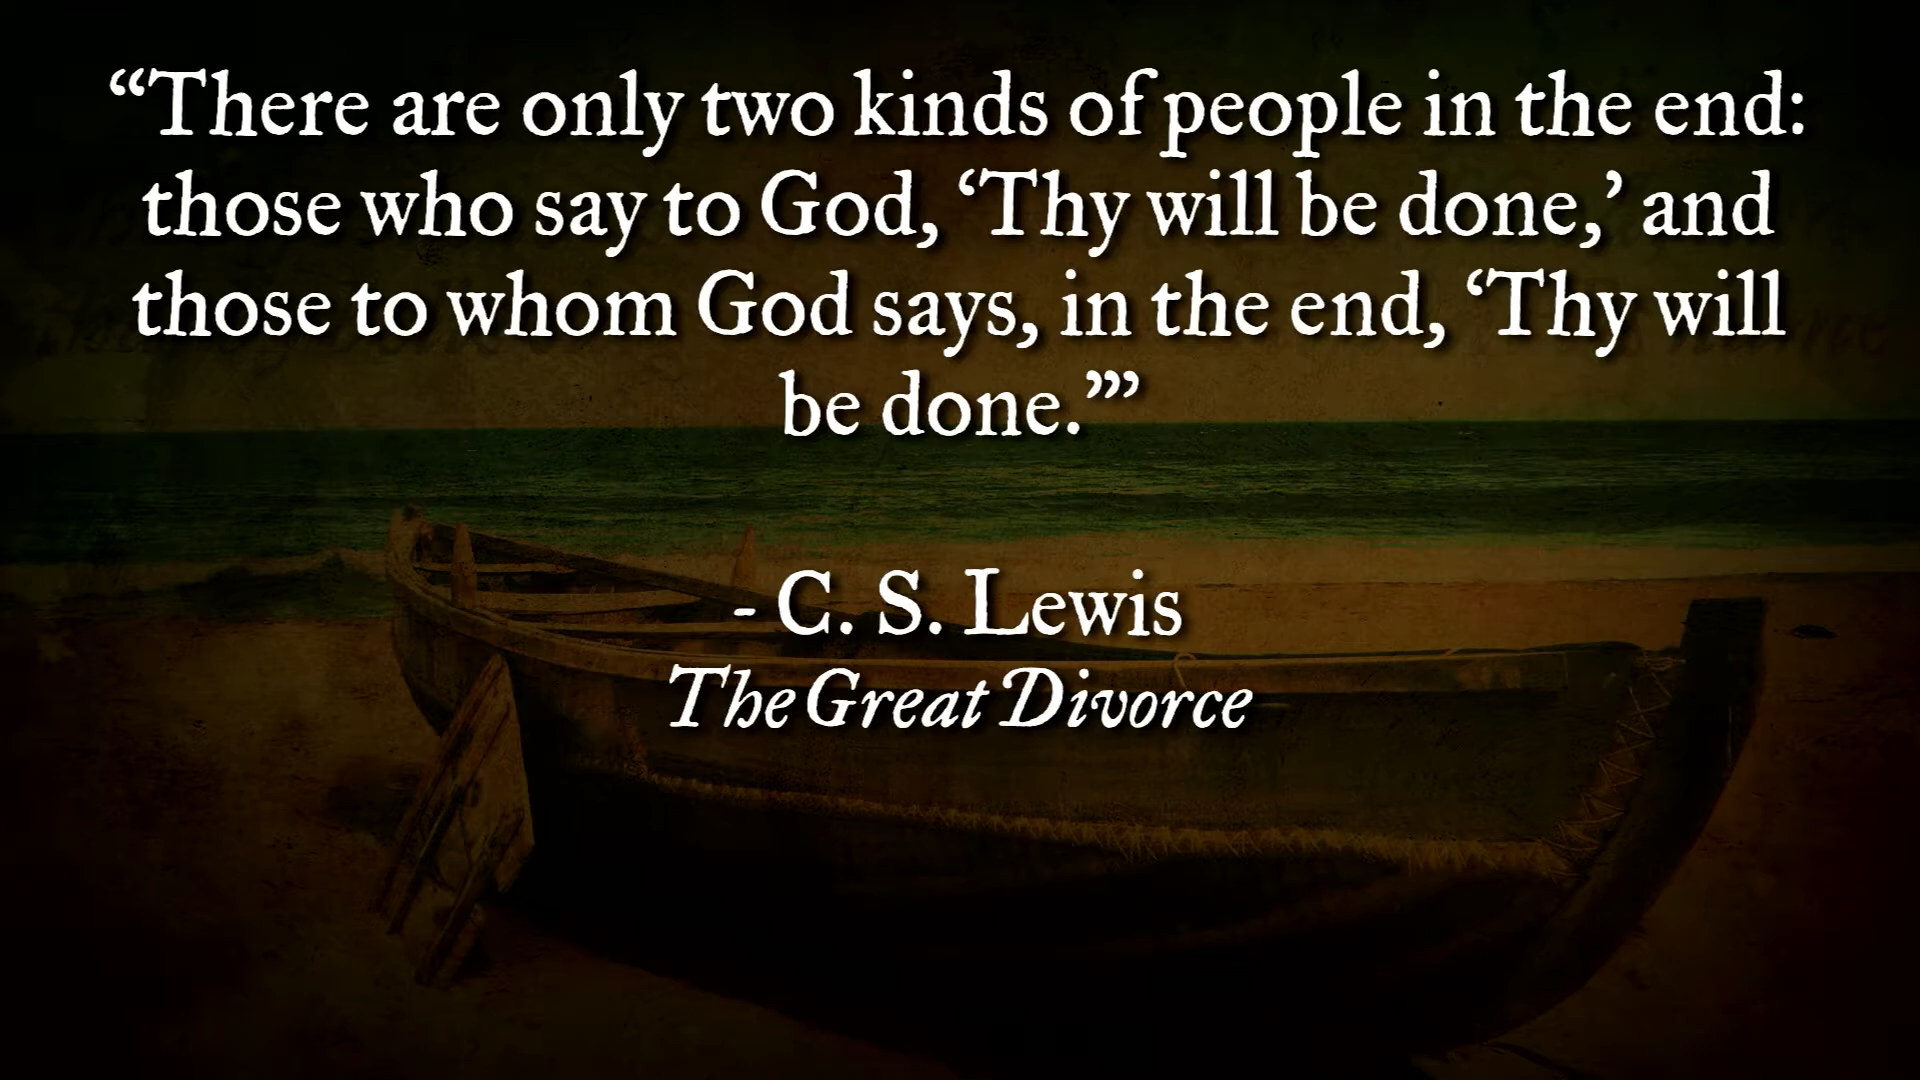 “There are only two kinds of people in the end:
those who say to God, ‘Thy will be done,’ and
those to whom God says, in the end, ‘Thy will
be done.’”
- C. S. Lewis
The Great Divorce